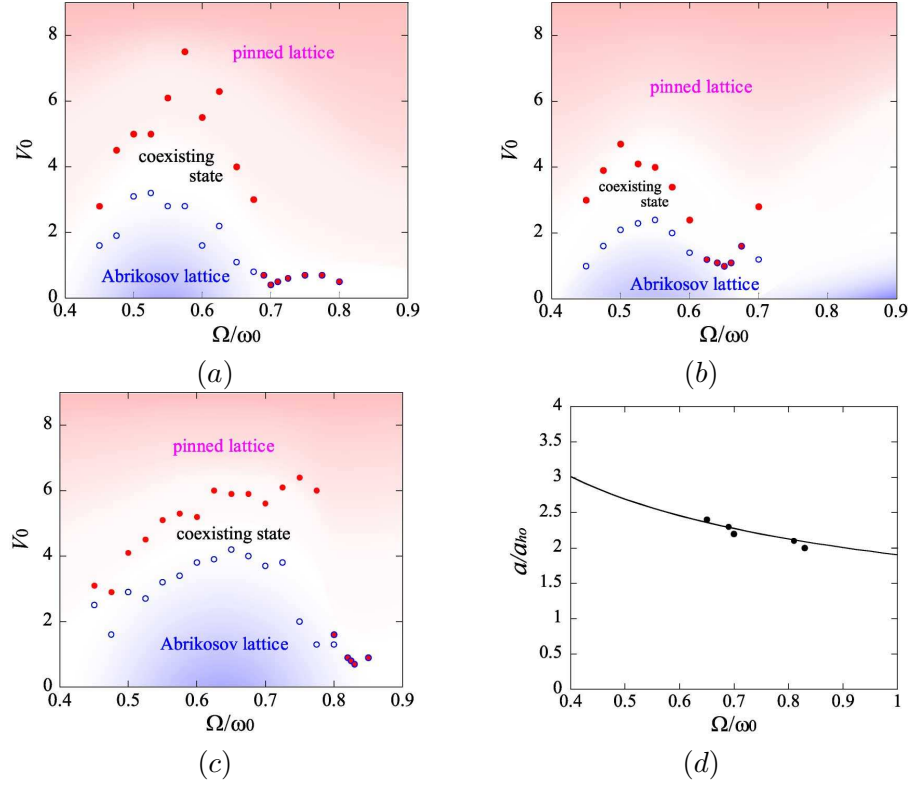 8
6
4
2
0
V0
pinned lattice
coexisting
state
Abrikosov lattice
0.4 0.5 0.6 0.7 0.8 0.9
Ω/ω0
(a)
8
6
4
2
0
V0
pinned lattice
coexisting
state
Abrikosov lattice
0.4 0.5 0.6 0.7 0.8 0.9
Ω/ω0
(b)
8
6
4
2
0
V0
pinned lattice
coexisting state
Abrikosov lattice
0.4 0.5 0.6 0.7 0.8 0.9
Ω/ω0
(c)
4
3.5
3
2.5
2
1.5
1
0.5
0
a/aho
0.4 0.5 0.6 0.7 0.8 0.9 1
Ω/ω0
(d)